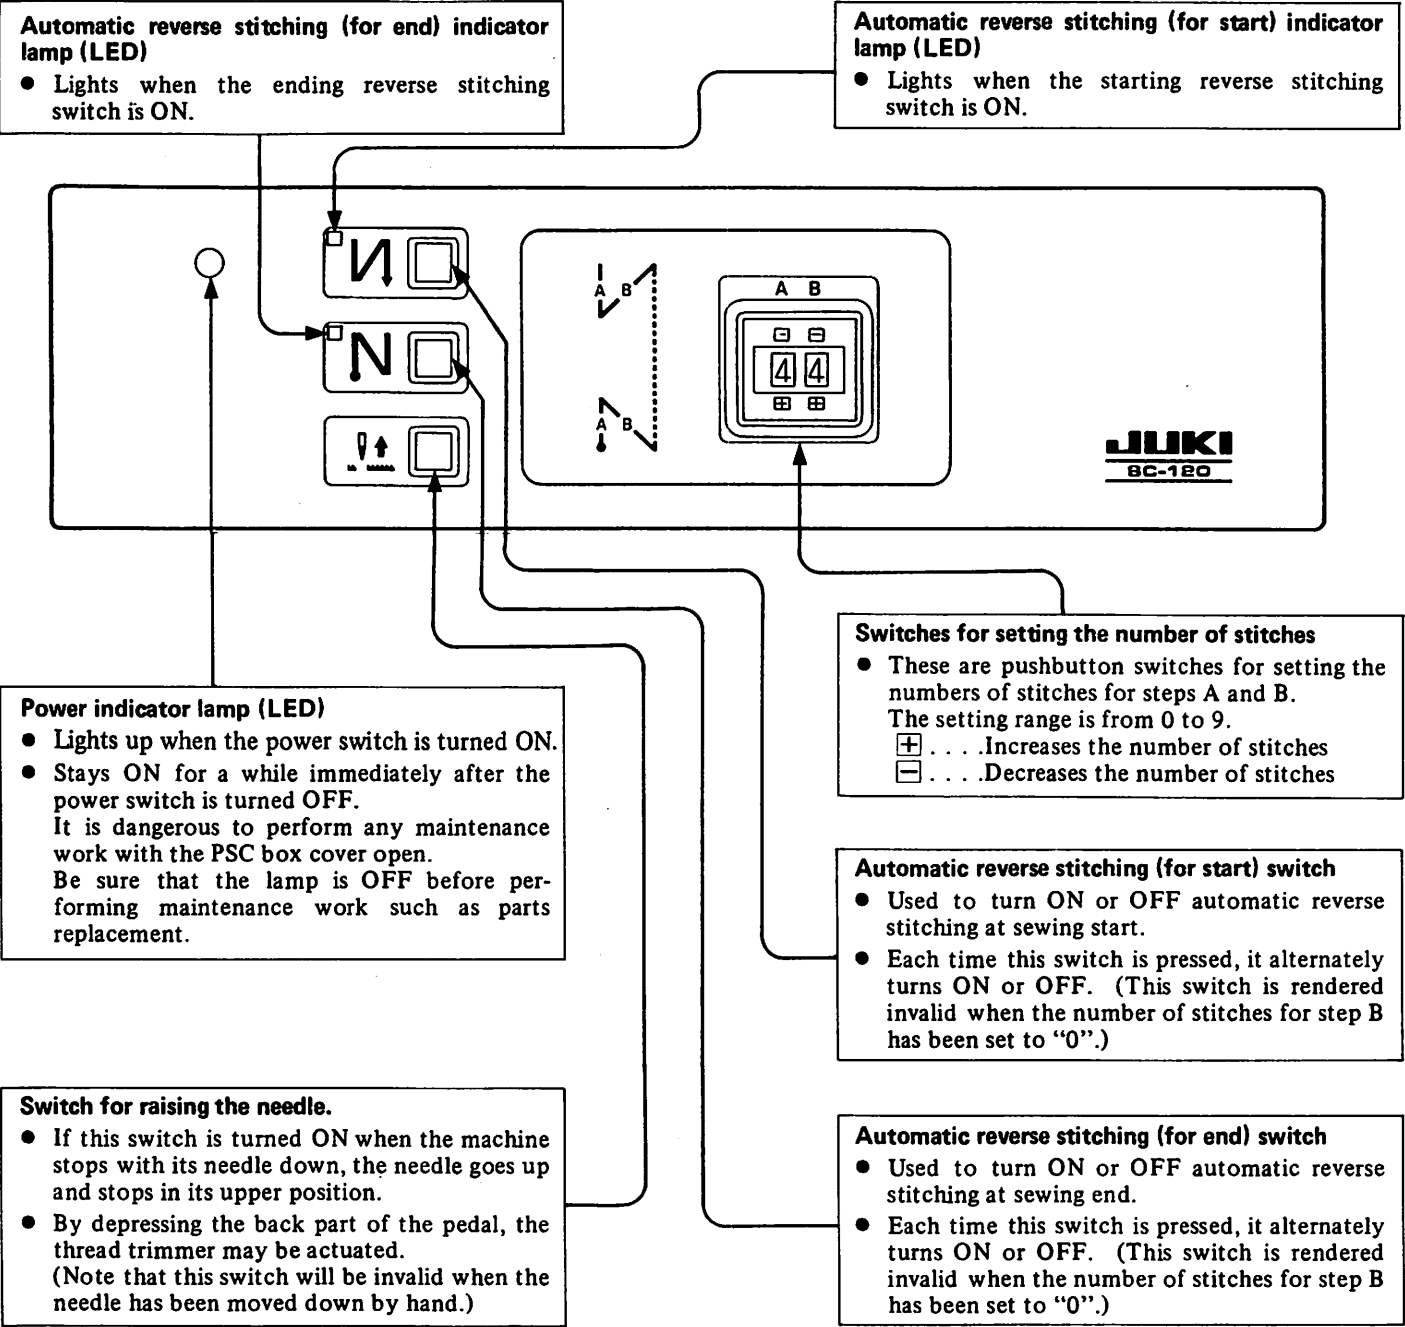 Automatic reverse stitching (for end) indicator
lamp (LED)
● Lights when the ending reverse stitching
switch is ON.
Automatic reverse stitching (for start) indicator
lamp (LED)
● Lights when the starting reverse stitching
switch is ON.
A B
A B
4 4
A B
JUKI
SC-120
Switches for setting the number of stitches
● These are pushbutton switches for setting the
numbers of stitches for steps A and B.
The setting range is from 0 to 9.
+ . . . .Increases the number of stitches
− . . . .Decreases the number of stitches
Power indicator lamp (LED)
● Lights up when the power switch is turned ON.
● Stays ON for a while immediately after the
power switch is turned OFF.
It is dangerous to perform any maintenance
work with the PSC box cover open.
Be sure that the lamp is OFF before per-
forming maintenance work such as parts
replacement.
Automatic reverse stitching (for start) switch
● Used to turn ON or OFF automatic reverse
stitching at sewing start.
● Each time this switch is pressed, it alternately
turns ON or OFF. (This switch is rendered
invalid when the number of stitches for step B
has been set to “0”.)
Switch for raising the needle.
● If this switch is turned ON when the machine
stops with its needle down, the needle goes up
and stops in its upper position.
● By depressing the back part of the pedal, the
thread trimmer may be actuated.
(Note that this switch will be invalid when the
needle has been moved down by hand.)
Automatic reverse stitching (for end) switch
● Used to turn ON or OFF automatic reverse
stitching at sewing end.
● Each time this switch is pressed, it alternately
turns ON or OFF. (This switch is rendered
invalid when the number of stitches for step B
has been set to “0”.)